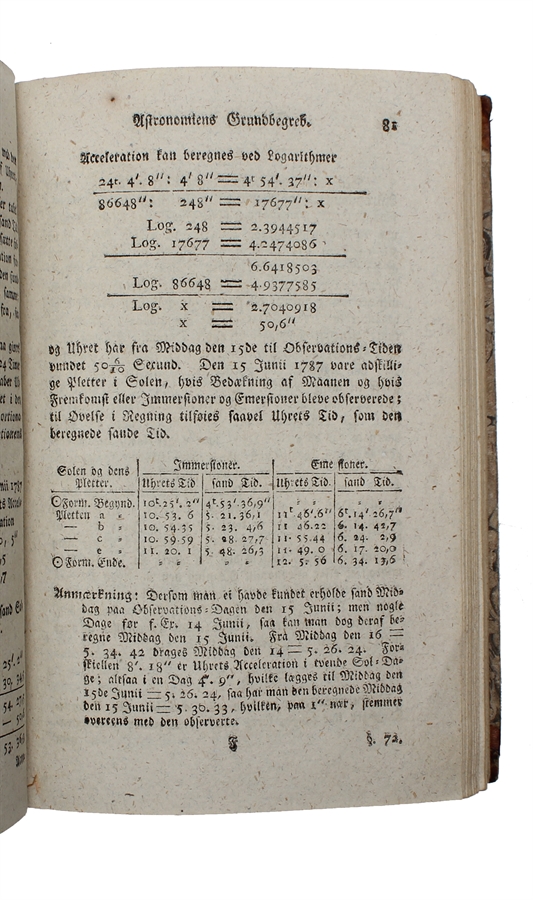 Astronomiens Grundbegreb. 81
Acceleration kan beregnes ved Logarithmer
24t. 4'. 8'': 4' 8'' = 4t 54'. 37'': x
86648'': 248'' = 17677'': x
Log. 248 = 2.3944517
Log. 17677 = 4.2474086
6.6418503
Log. 86648 = 4.9377585
Log. x = 2.7040918
x = 50,6''
og Uhret har fra Middag den 15de til Observations-Tiden
vundet 50 6/10 Secund. Den 15 Junii 1787 vare adskilli-
ge Pletter i Solen, hvis Bedækning af Maanen og hvis
Fremkomst eller Immersioner og Emersioner bleve observerede;
til Øvelse i Regning tilføies saavel Uhrets Tid, som den
beregnede sande Tid.
Solen og dens Pletter. Immersioner. Eme sioner.
Uhrets Tid sand Tid. Uhrets Tid. sand Tid.
☉Form. Begynd. 10t.25'. 2'' 4t.53'.36,9'' " "
Pletten a " 10. 53. 6 5. 21. 36,1 11t.46'.6'' 6t.14' 26,7''
— b " 10. 54.35 5. 23. 4,6 11 46.22 6. 14. 42,7
— c " 10. 59.59 5. 28. 27,7 11. 55.44 6. 24. 2,9
— e " 11. 20. 1 5. 48. 26,3 11. 49. 0 6. 17. 20,0
☉Form. Ende. " " " " 12. 5. 56 6. 34. 13,6
Anmærkning: Dersom man ei havde kundet erholde sand Mid-
dag paa Observations-Dagen den 15 Junii; men nogle
Dage før f. Ex. 14 Junii, saa kan man dog deraf be-
regne Middag den 15 Junii. Fra Middag den 16 =
5. 34. 42 drages Middag den 14 = 5. 26. 24. For-
skiellen 8'. 18'' er Uhrets Acceleration i tvende Sol-Da-
ge; altsaa i en Dag 4'. 9'', hvilke lægges til Middag den
15de Junii = 5. 26. 24, saa har man den beregnede Middag
den 15 Junii = 5. 30. 33, hvilken, paa 1'' nær, stemmer
overeens med den observerte.
F §. 72.